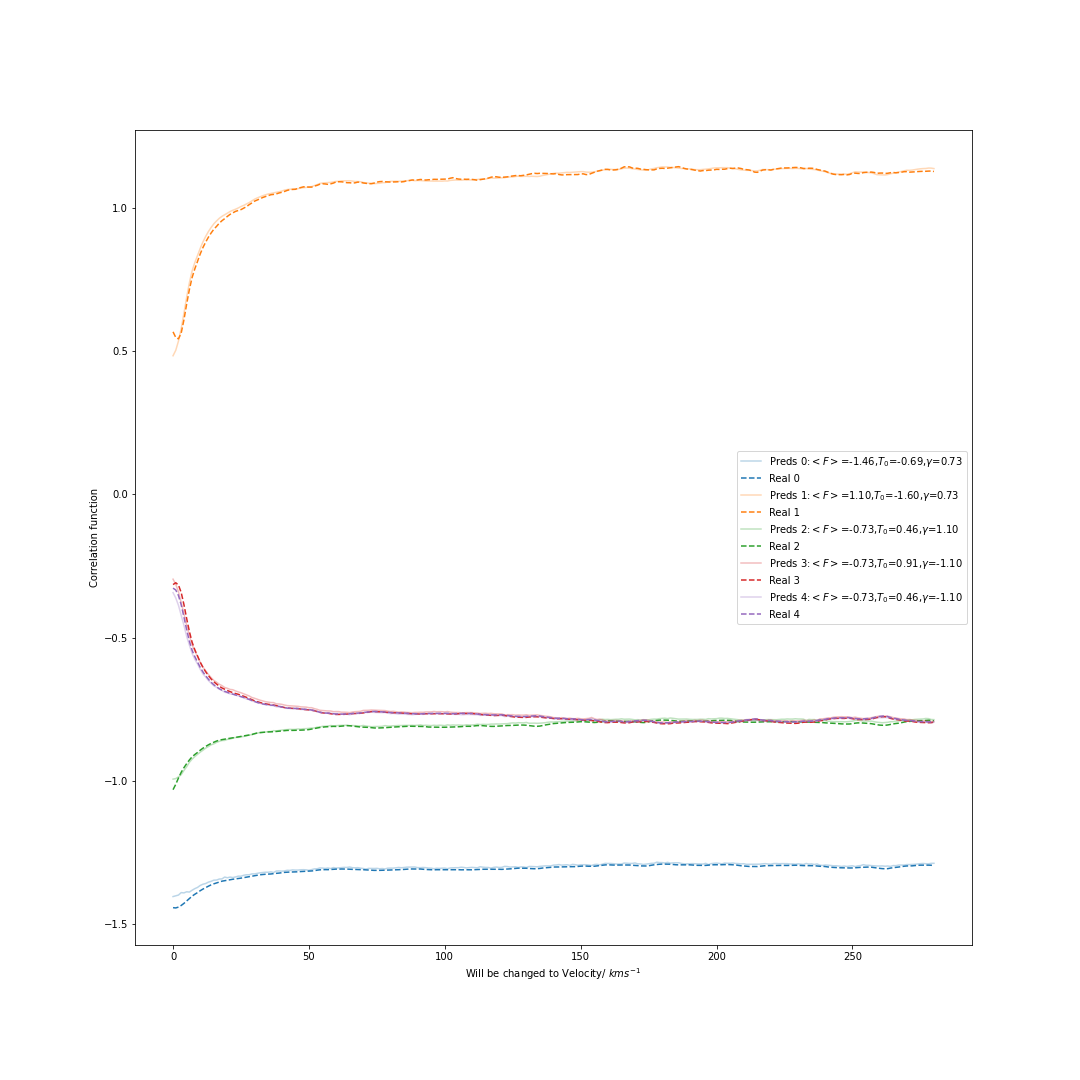 1.0
0.5
0.0
−0.5
−1.0
−1.5
Correlation function
0
50
100
150
200
250
Will be changed to Velocity/ kms⁻¹
Preds 0:< F > =-1.46,T₀=-0.69,γ=0.73
Real 0
Preds 1:< F > =1.10,T₀=-1.60,γ=0.73
Real 1
Preds 2:< F > =-0.73,T₀=0.46,γ=1.10
Real 2
Preds 3:< F > =-0.73,T₀=0.91,γ=-1.10
Real 3
Preds 4:< F > =-0.73,T₀=0.46,γ=-1.10
Real 4